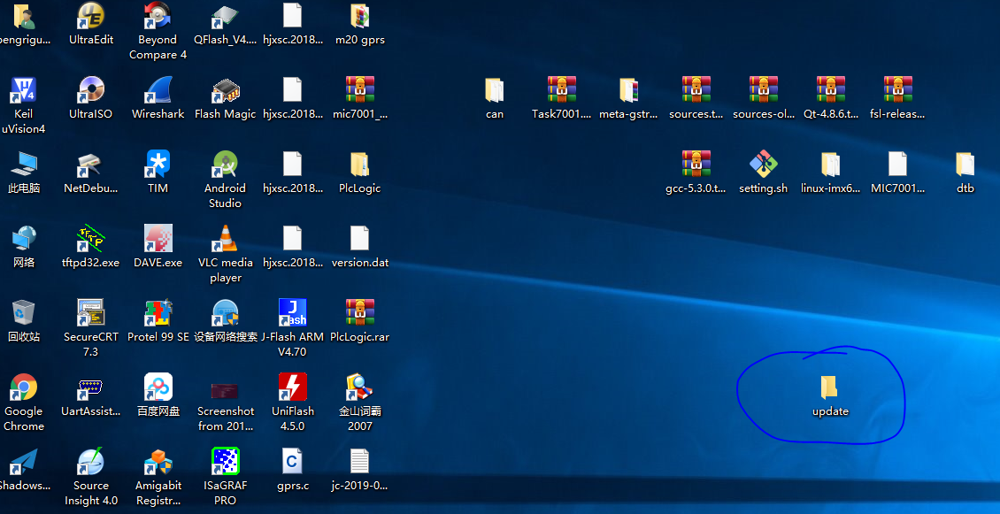 pengrigu...
UltraEdit
Beyond
Compare 4
QFlash_V4....
hjxsc.2018...
m20 gprs
Keil
uVision4
UltraISO
Wireshark
Flash Magic
hjxsc.2018...
mic7001_...
can
Task7001....
meta-gstr...
sources.t...
sources-ol...
Qt-4.8.6.t...
fsl-releas...
此电脑
NetDebu...
TIM
Android
Studio
hjxsc.2018...
PlcLogic
gcc-5.3.0.t...
setting.sh
linux-imx6...
MIC7001...
dtb
网络
tftpd32.exe
DAVE.exe
VLC media
player
hjxsc.2018...
version.dat
回收站
SecureCRT
7.3
Protel 99 SE
设备网络搜索
J-Flash ARM
V4.70
PlcLogic.rar
Google
Chrome
UartAssist...
百度网盘
Screenshot
from 201...
UniFlash
4.5.0
金山词霸
2007
update
Shadows...
Source
Insight 4.0
Amigabit
Registr...
ISaGRAF
PRO
gprs.c
jc-2019-0...